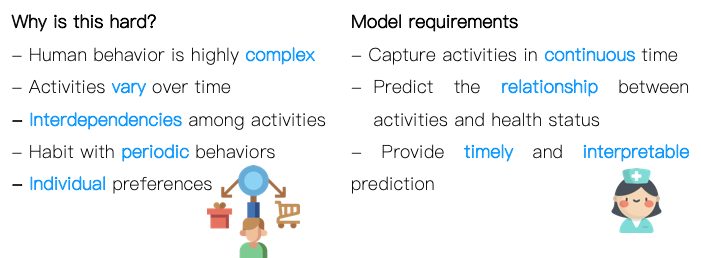 Why is this hard?
– Human behavior is highly complex
– Activities vary over time
– Interdependencies among activities
– Habit with periodic behaviors
– Individual preferences
Model requirements
– Capture activities in continuous time
– Predict the relationship between
activities and health status
– Provide timely and interpretable
prediction